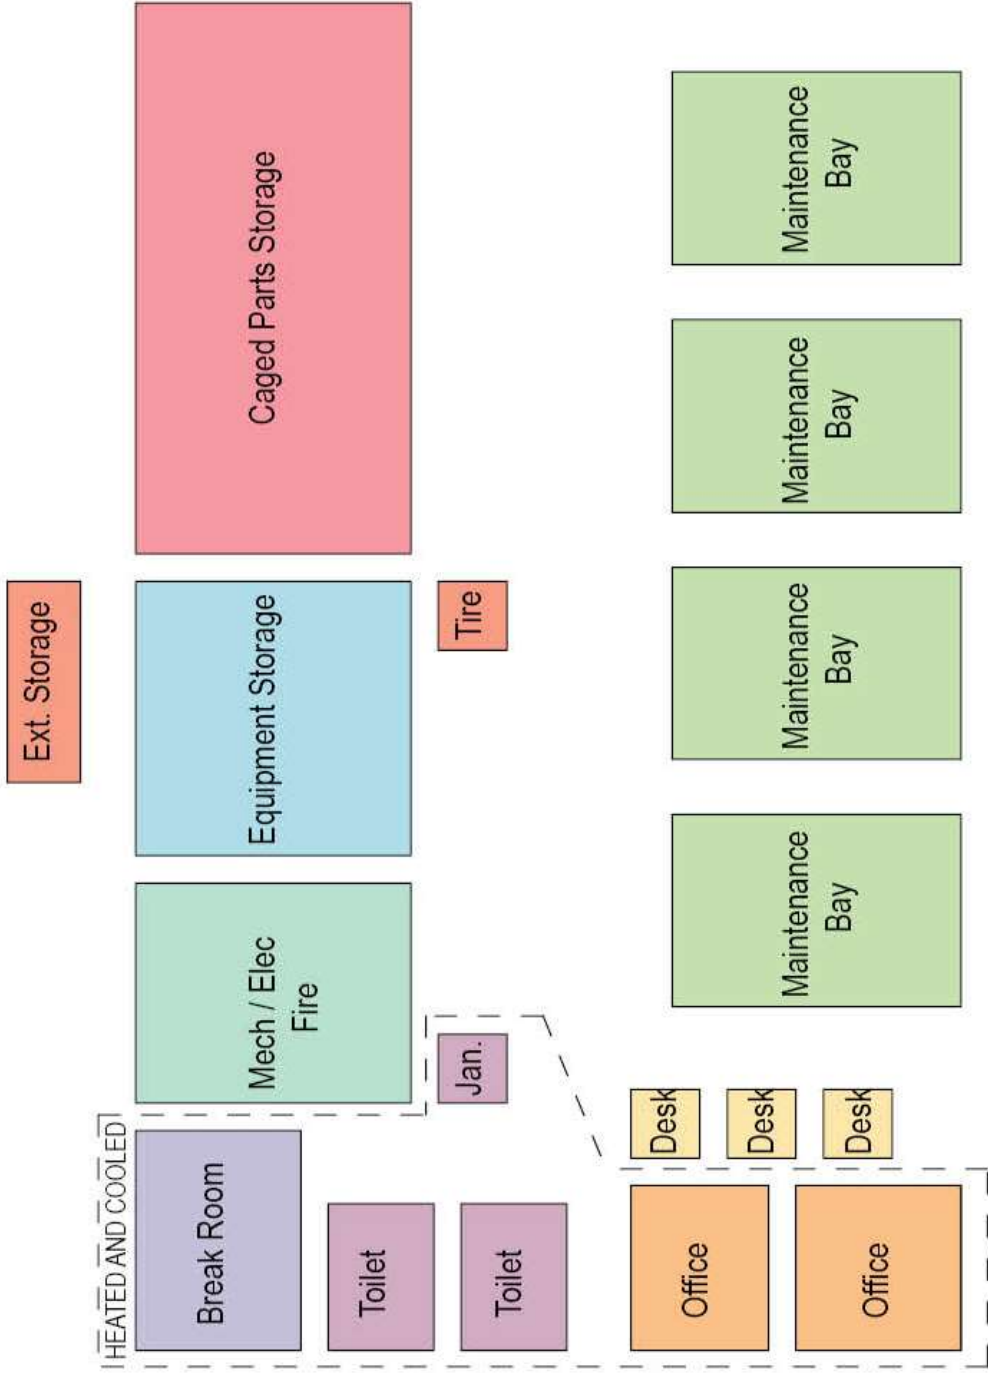 Ext. Storage
HEATED AND COOLED
Break Room
Mech / Elec
Fire
Equipment Storage
Caged Parts Storage
Toilet
Toilet
Jan.
Tire
Office
Desk
Desk
Office
Desk
Maintenance
Bay
Maintenance
Bay
Maintenance
Bay
Maintenance
Bay